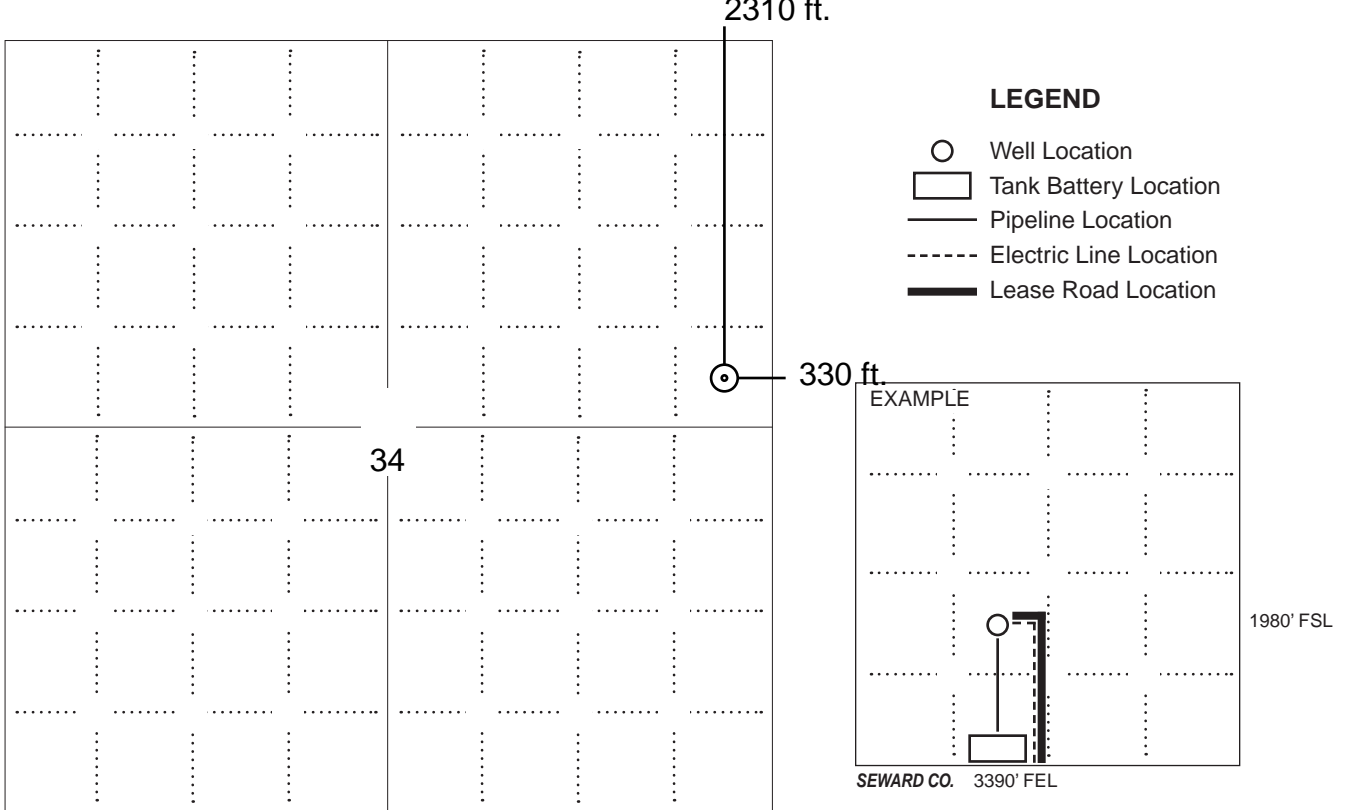 2310 ft.
LEGEND
Well Location
Tank Battery Location
Pipeline Location
Electric Line Location
Lease Road Location
330 ft.
EXAMPLE
34
1980' FSL
SEWARD CO. 3390' FEL